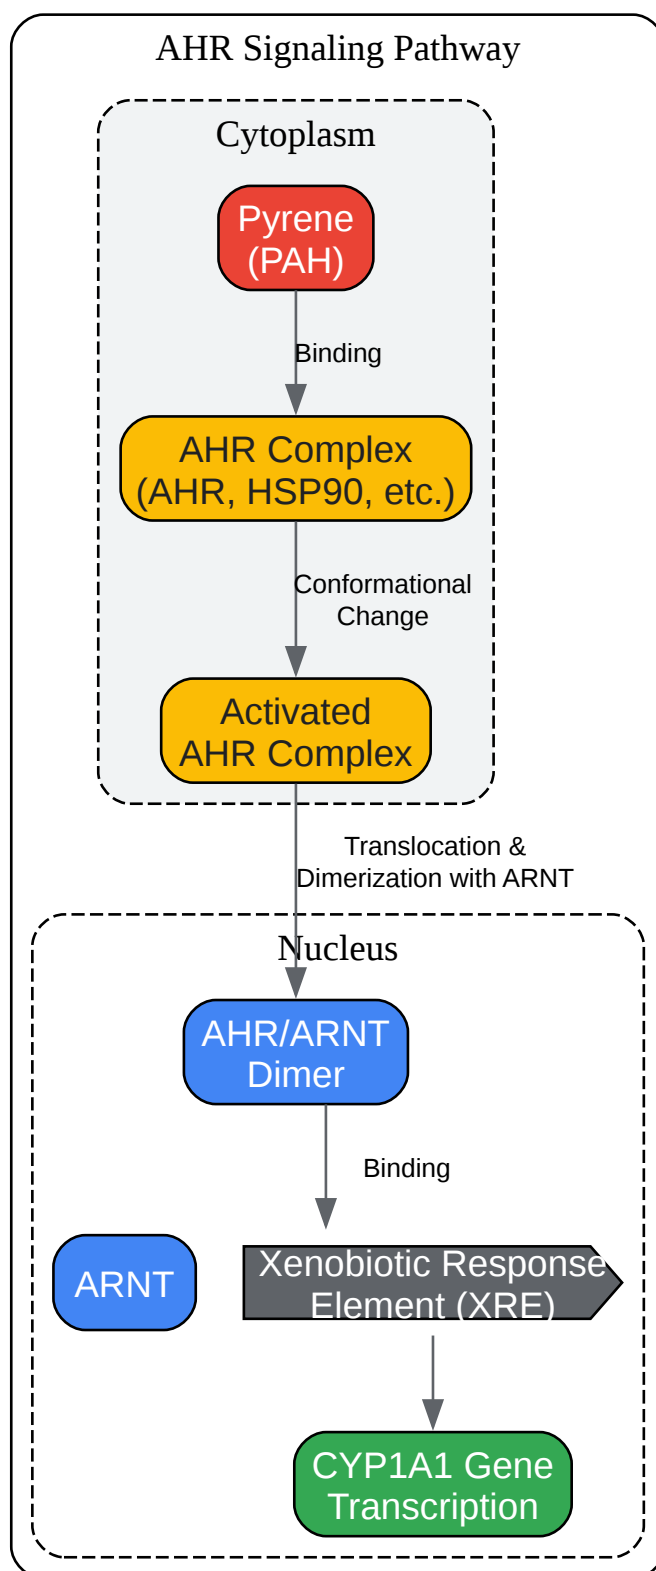 AHR Signaling Pathway
Cytoplasm
Pyrene
(PAH)
Binding
AHR Complex
(AHR, HSP90, etc.)
Conformational
Change
Activated
AHR Complex
Translocation &
Dimerization with ARNT
Nucleus
AHR/ARNT
Dimer
Binding
ARNT
Xenobiotic Response
Element (XRE)
CYP1A1 Gene
Transcription